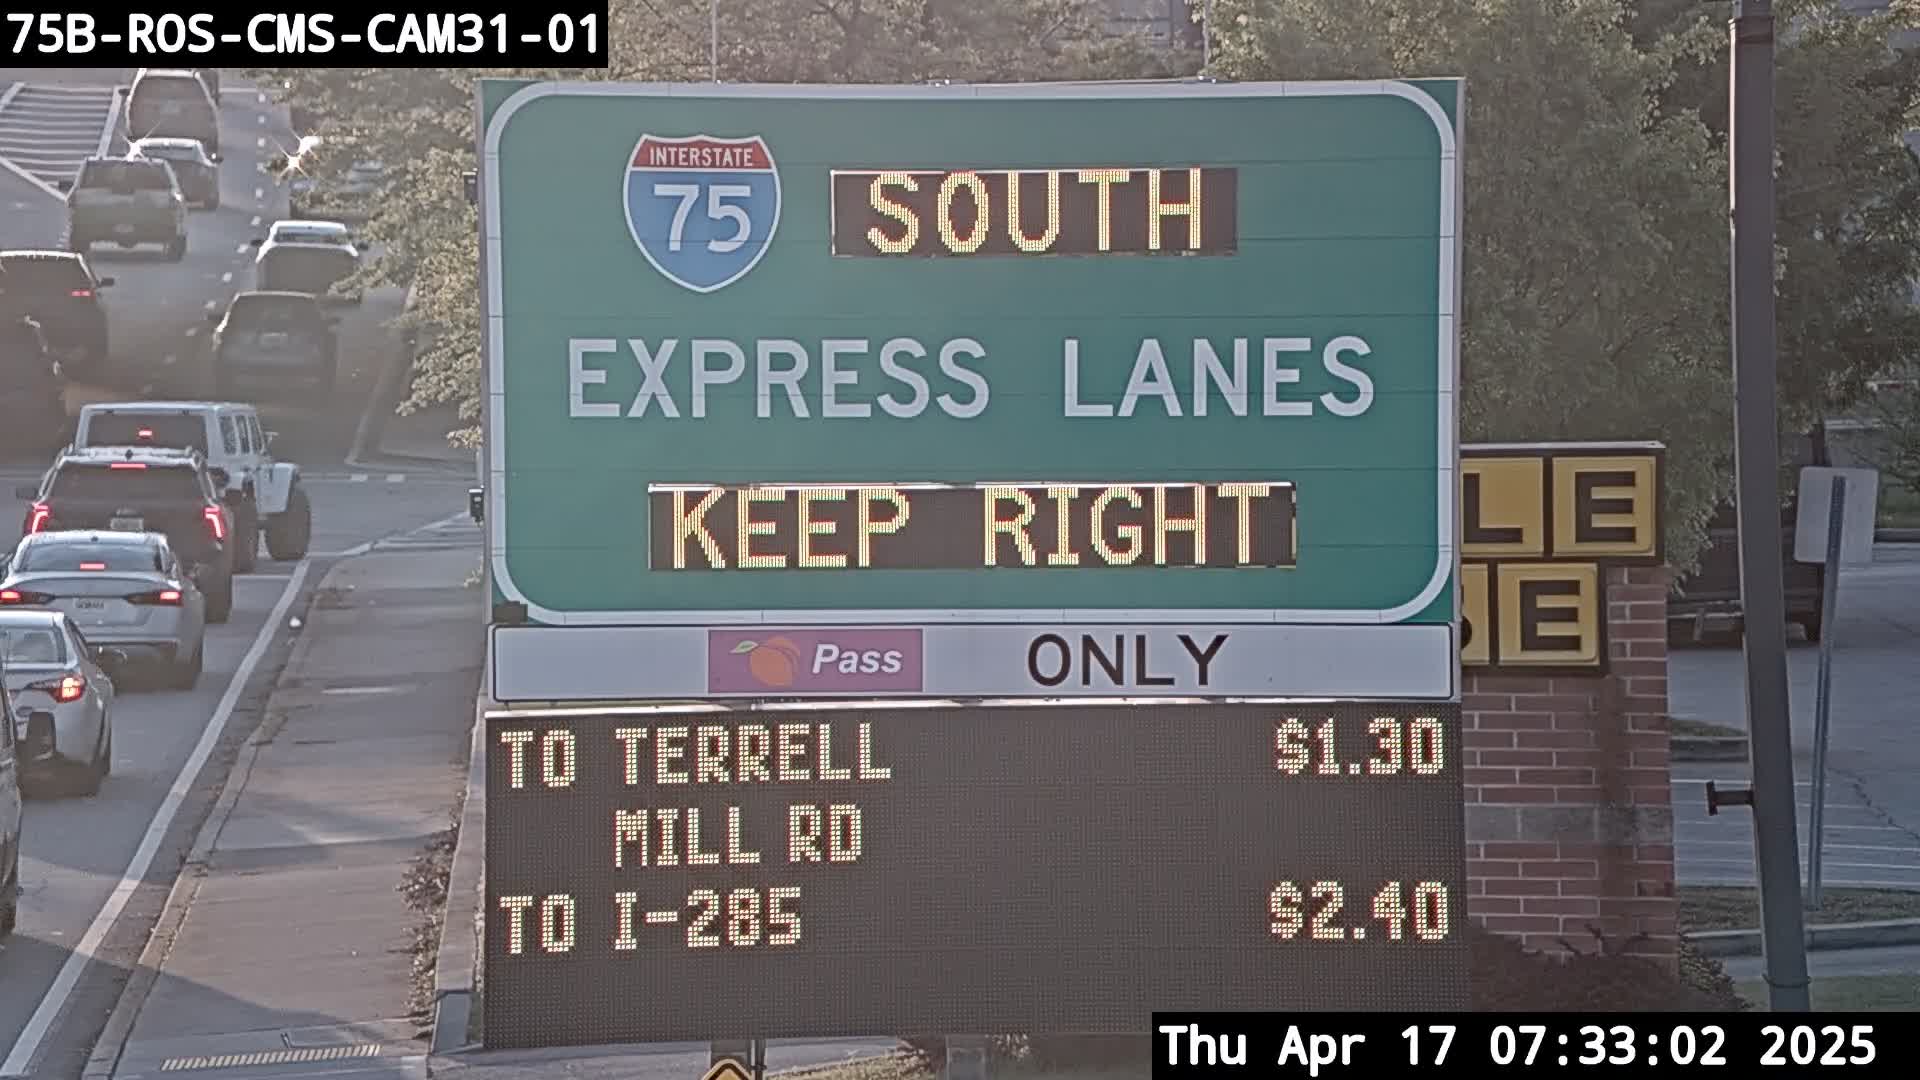 75B-ROS-CMS-CAM31-01
INTERSTATE
75
SOUTH
EXPRESS LANES
KEEP RIGHT
Pass ONLY
TO TERRELL $1.30
MILL RD
TO I-285 $2.40
LE
E
Thu Apr 17 07:33:02 2025